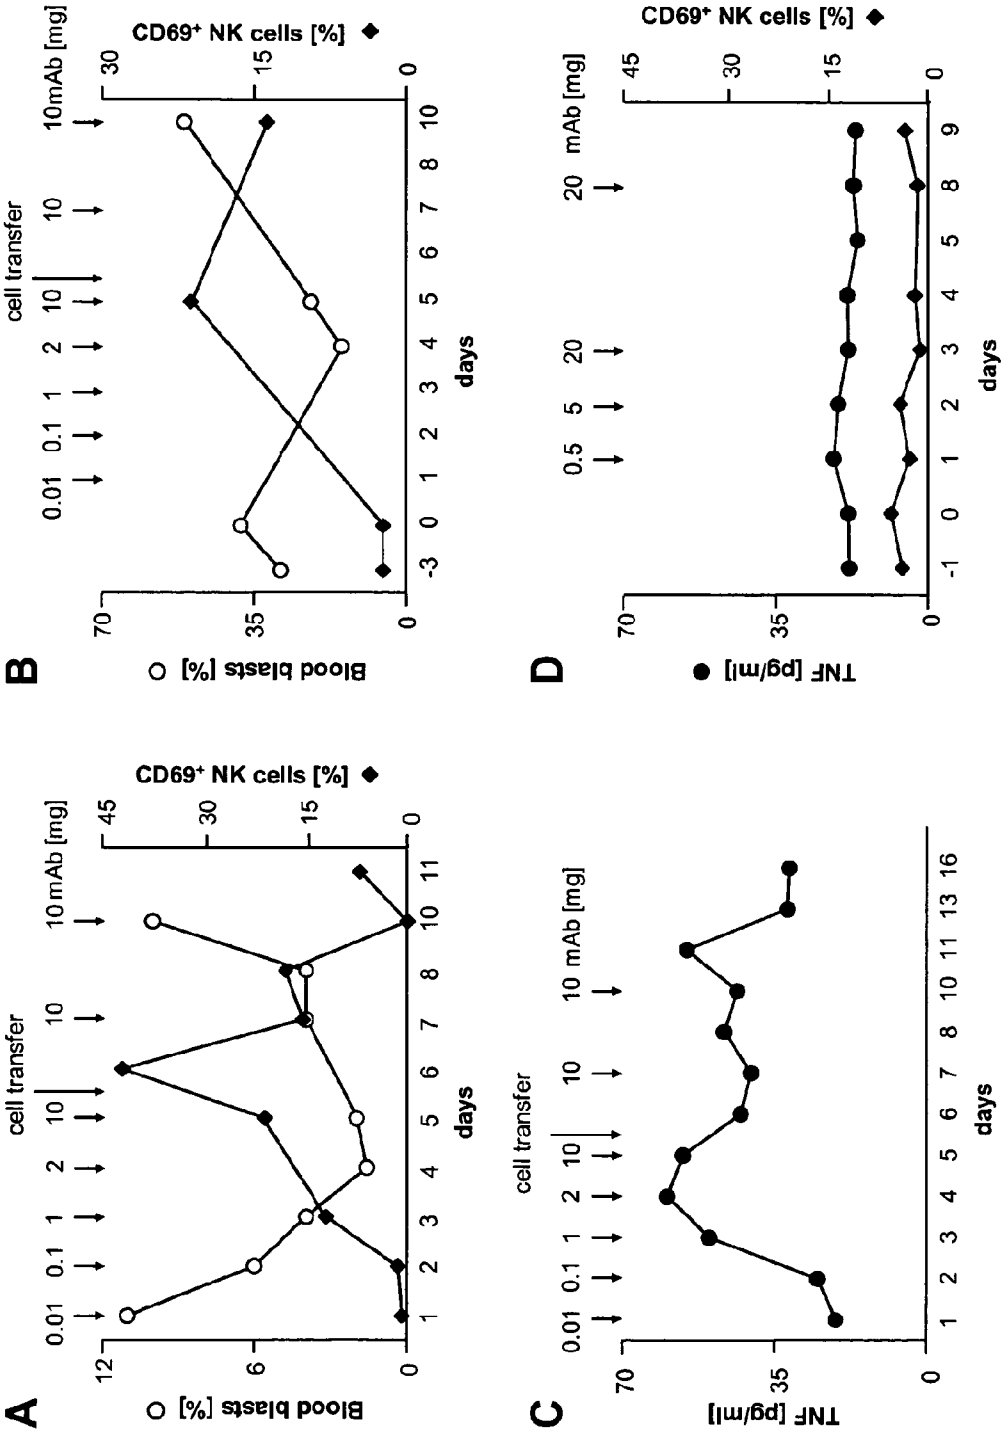 A
cell transfer
0.01 0.1 1 2 10 10 10 mAb [mg]
12 6 0
Blood blasts [%]
45 30 15 0
CD69+ NK cells [%]
1 2 3 4 5 6 7 8 10 11
days
B
cell transfer
0.01 0.1 1 2 10 10 10 mAb [mg]
70 35 0
Blood blasts [%]
30 15 0
CD69+ NK cells [%]
-3 0 1 2 3 4 5 6 7 8 10
days
C
cell transfer
0.01 0.1 1 2 10 10 10 mAb [mg]
70 35 0
TNF [pg/ml]
1 2 3 4 5 6 7 8 10 11 13 16
days
D
0.5 5 20 20 mAb [mg]
70 35 0
TNF [pg/ml]
45 30 15 0
CD69+ NK cells [%]
-1 0 1 2 3 4 5 8 9
days